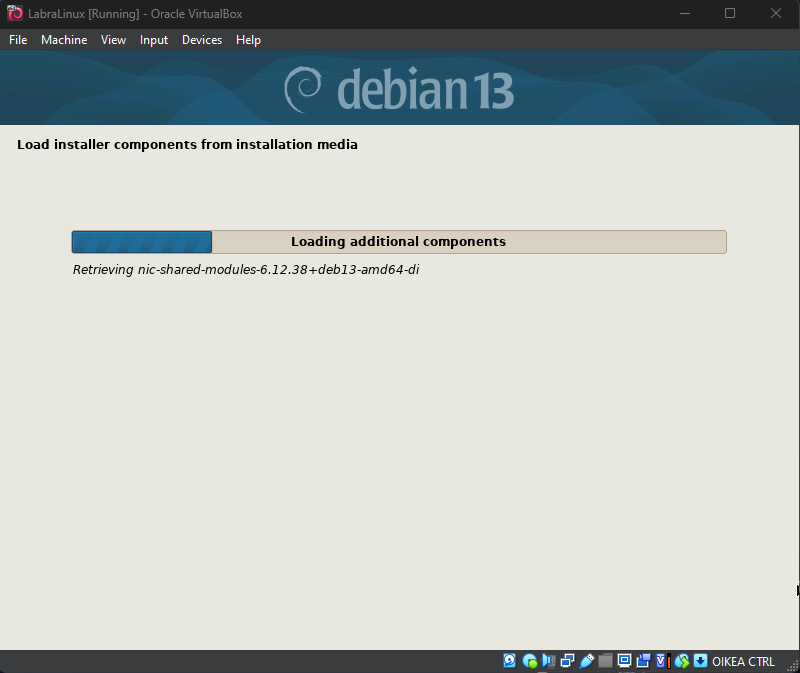 LabraLinux [Running] - Oracle VirtualBox
File Machine View Input Devices Help
debian 13
Load installer components from installation media
Loading additional components
Retrieving nic-shared-modules-6.12.38+deb13-amd64-di
OIKEA CTRL